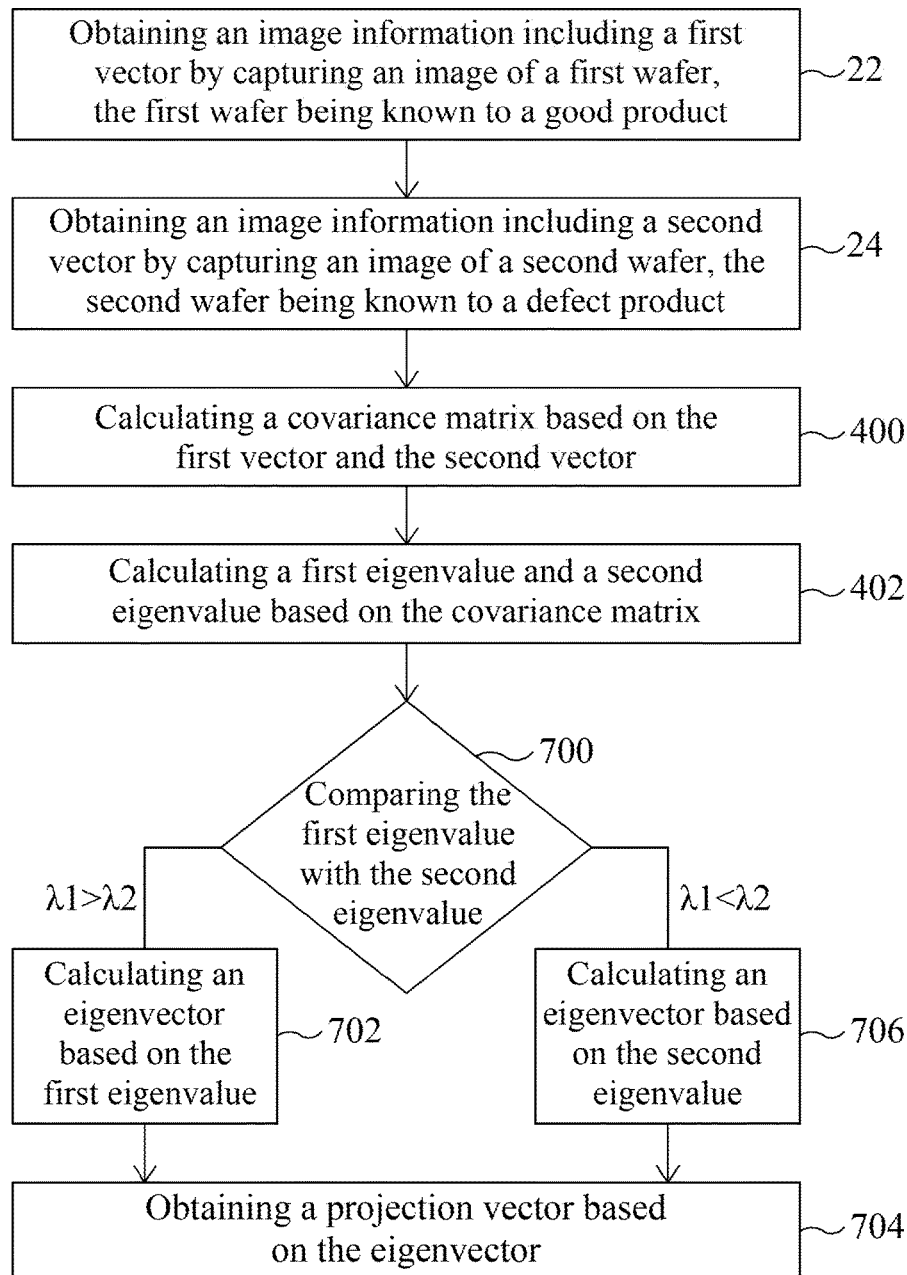 Obtaining an image information including a first
vector by capturing an image of a first wafer,
the first wafer being known to a good product
22
Obtaining an image information including a second
vector by capturing an image of a second wafer, the
second wafer being known to a defect product
24
Calculating a covariance matrix based on the
first vector and the second vector
400
Calculating a first eigenvalue and a second
eigenvalue based on the covariance matrix
402
700
Comparing the
first eigenvalue
with the second
eigenvalue
λ1>λ2
λ1<λ2
Calculating an
eigenvector
based on the
first eigenvalue
702
Calculating an
eigenvector based
on the second
eigenvalue
706
Obtaining a projection vector based
on the eigenvector
704